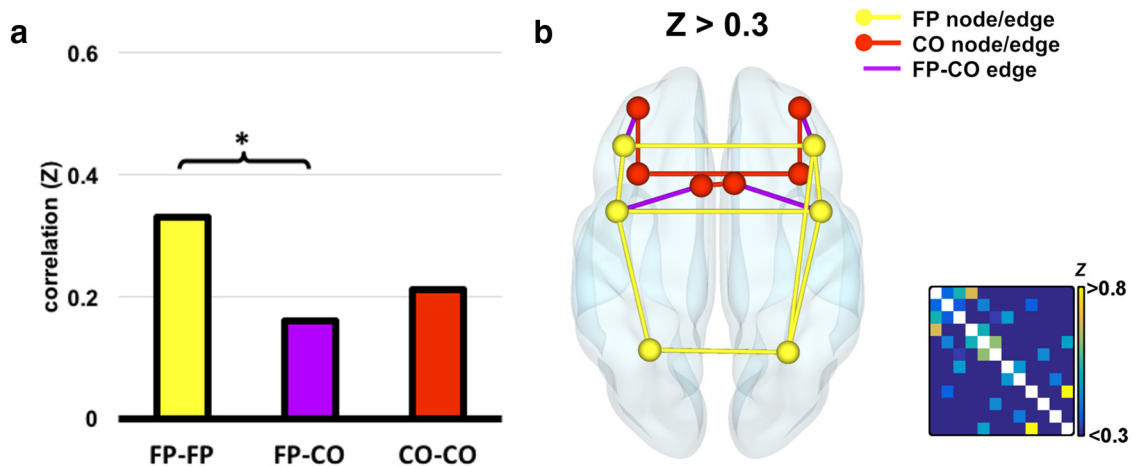 a
0.6
0.4
0.2
0
correlation (Z)
*
FP-FP
FP-CO
CO-CO
b
Z > 0.3
FP node/edge
CO node/edge
FP-CO edge
Z
>0.8
<0.3